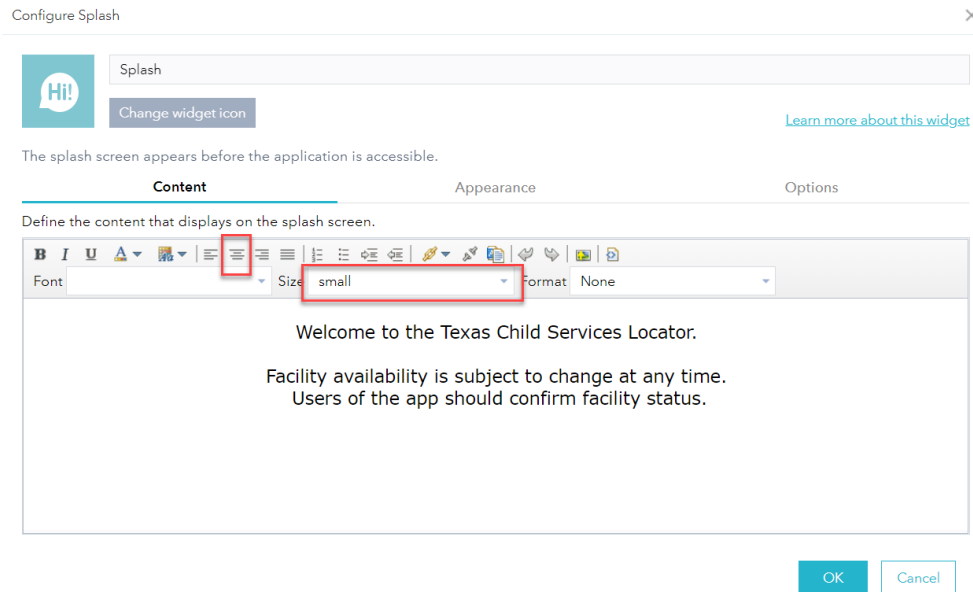 Configure Splash
Hi!
Splash
Change widget icon
Learn more about this widget
The splash screen appears before the application is accessible.
Content Appearance Options
Define the content that displays on the splash screen.
B I U A
Font Size small Format None
Welcome to the Texas Child Services Locator.
Facility availability is subject to change at any time.
Users of the app should confirm facility status.
OK Cancel